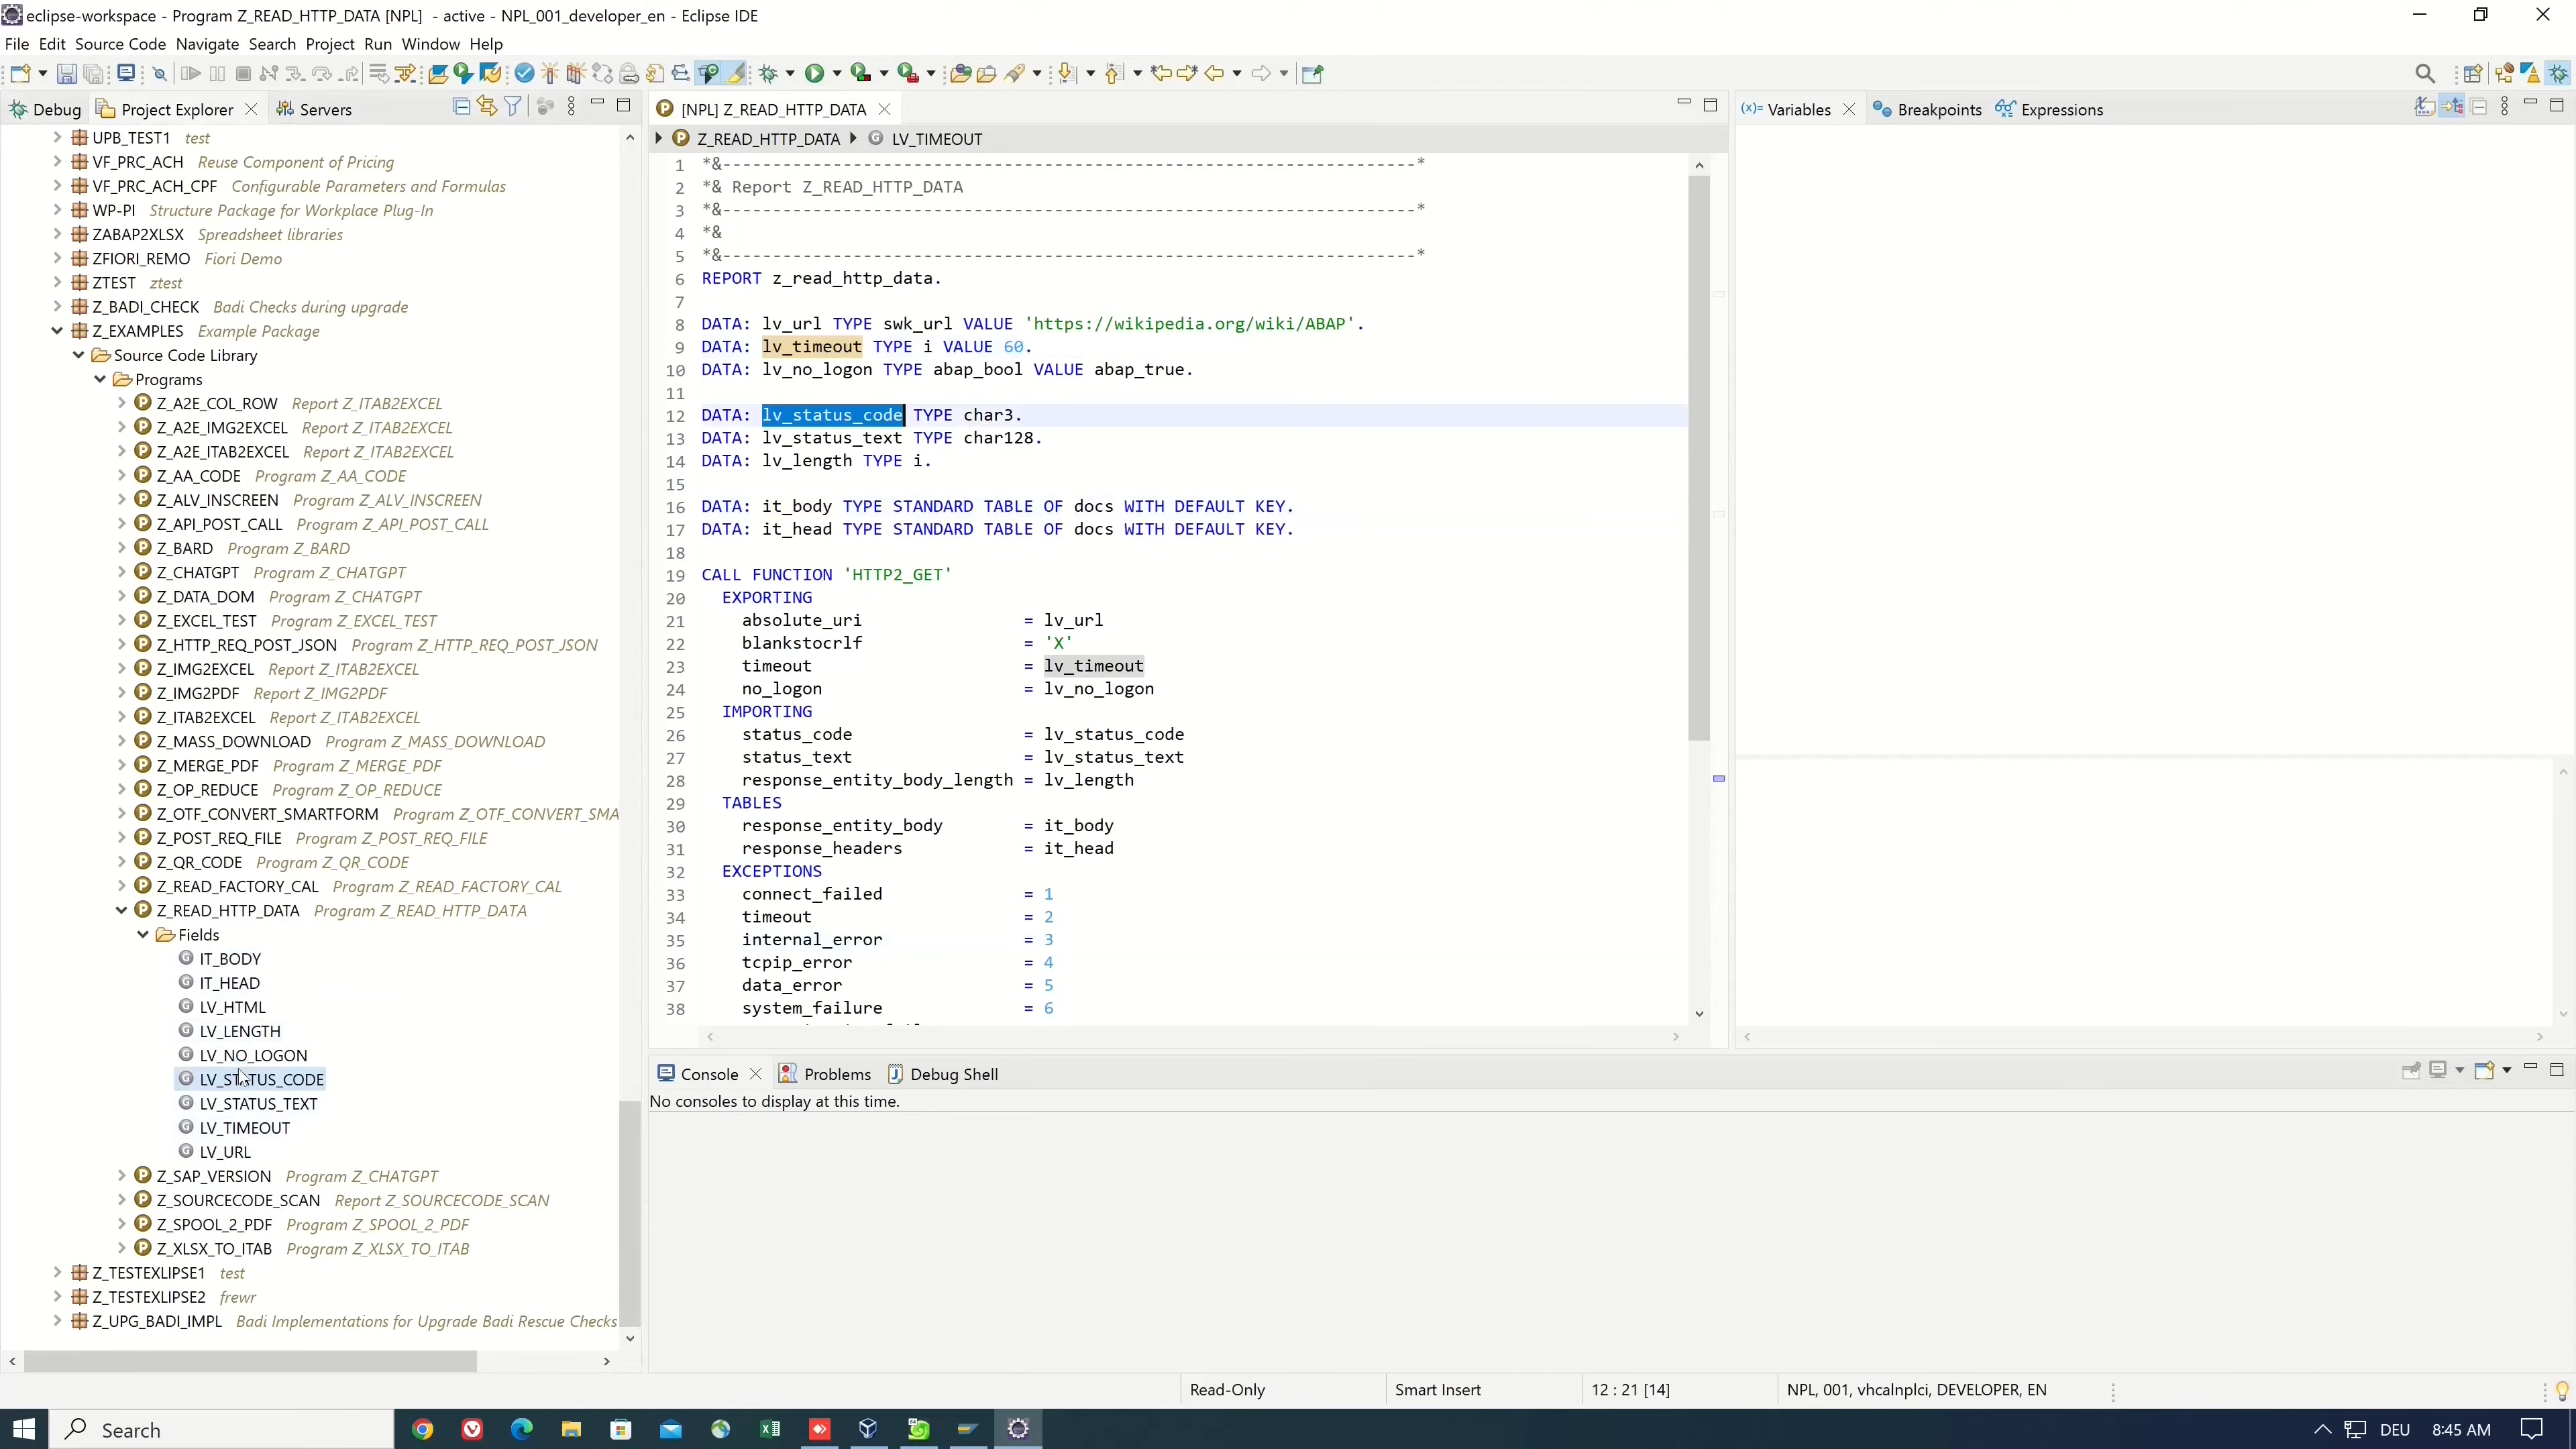 eclipse-workspace - Program Z_READ_HTTP_DATA [NPL] - active - NPL_001_developer_en - Eclipse IDE
File Edit Source Code Navigate Search Project Run Window Help
Debug Project Explorer Servers
UPB_TEST1 test
VF_PRC_ACH Reuse Component of Pricing
VF_PRC_ACH_CPF Configurable Parameters and Formulas
WP-PI Structure Package for Workplace Plug-In
ZABAP2XLSX Spreadsheet libraries
ZFIORI_REMO Fiori Demo
ZTEST ztest
Z_BADI_CHECK Badi Checks during upgrade
Z_EXAMPLES Example Package
Source Code Library
Programs
Z_A2E_COL_ROW Report Z_ITAB2EXCEL
Z_A2E_IMG2EXCEL Report Z_ITAB2EXCEL
Z_A2E_ITAB2EXCEL Report Z_ITAB2EXCEL
Z_AA_CODE Program Z_AA_CODE
Z_ALV_INSCREEN Program Z_ALV_INSCREEN
Z_API_POST_CALL Program Z_API_POST_CALL
Z_BARD Program Z_BARD
Z_CHATGPT Program Z_CHATGPT
Z_DATA_DOM Program Z_CHATGPT
Z_EXCEL_TEST Program Z_EXCEL_TEST
Z_HTTP_REQ_POST_JSON Program Z_HTTP_REQ_POST_JSON
Z_IMG2EXCEL Report Z_ITAB2EXCEL
Z_IMG2PDF Report Z_IMG2PDF
Z_ITAB2EXCEL Report Z_ITAB2EXCEL
Z_MASS_DOWNLOAD Program Z_MASS_DOWNLOAD
Z_MERGE_PDF Program Z_MERGE_PDF
Z_OP_REDUCE Program Z_OP_REDUCE
Z_OTF_CONVERT_SMARTFORM Program Z_OTF_CONVERT_SMA
Z_POST_REQ_FILE Program Z_POST_REQ_FILE
Z_QR_CODE Program Z_QR_CODE
Z_READ_FACTORY_CAL Program Z_READ_FACTORY_CAL
Z_READ_HTTP_DATA Program Z_READ_HTTP_DATA
Fields
IT_BODY
IT_HEAD
LV_HTML
LV_LENGTH
LV_NO_LOGON
LV_STATUS_CODE
LV_STATUS_TEXT
LV_TIMEOUT
LV_URL
Z_SAP_VERSION Program Z_CHATGPT
Z_SOURCECODE_SCAN Report Z_SOURCECODE_SCAN
Z_SPOOL_2_PDF Program Z_SPOOL_2_PDF
Z_XLSX_TO_ITAB Program Z_XLSX_TO_ITAB
Z_TESTEXLIPSE1 test
Z_TESTEXLIPSE2 frewr
Z_UPG_BADI_IMPL Badi Implementations for Upgrade Badi Rescue Checks
[NPL] Z_READ_HTTP_DATA
Z_READ_HTTP_DATA LV_TIMEOUT
1 *&---------------------------------------------------------------------*
2 *& Report Z_READ_HTTP_DATA
3 *&---------------------------------------------------------------------*
4 *&
5 *&---------------------------------------------------------------------*
6 REPORT z_read_http_data.
7
8 DATA: lv_url TYPE swk_url VALUE 'https://wikipedia.org/wiki/ABAP'.
9 DATA: lv_timeout TYPE i VALUE 60.
10 DATA: lv_no_logon TYPE abap_bool VALUE abap_true.
11
12 DATA: lv_status_code TYPE char3.
13 DATA: lv_status_text TYPE char128.
14 DATA: lv_length TYPE i.
15
16 DATA: it_body TYPE STANDARD TABLE OF docs WITH DEFAULT KEY.
17 DATA: it_head TYPE STANDARD TABLE OF docs WITH DEFAULT KEY.
18
19 CALL FUNCTION 'HTTP2_GET'
20 EXPORTING
21 absolute_uri = lv_url
22 blankstocrlf = 'X'
23 timeout = lv_timeout
24 no_logon = lv_no_logon
25 IMPORTING
26 status_code = lv_status_code
27 status_text = lv_status_text
28 response_entity_body_length = lv_length
29 TABLES
30 response_entity_body = it_body
31 response_headers = it_head
32 EXCEPTIONS
33 connect_failed = 1
34 timeout = 2
35 internal_error = 3
36 tcpip_error = 4
37 data_error = 5
38 system_failure = 6
(x)= Variables Breakpoints Expressions
Console Problems Debug Shell
No consoles to display at this time.
Read-Only Smart Insert 12 : 21 [14] NPL, 001, vhcalnplci, DEVELOPER, EN
Search DEU 8:45 AM